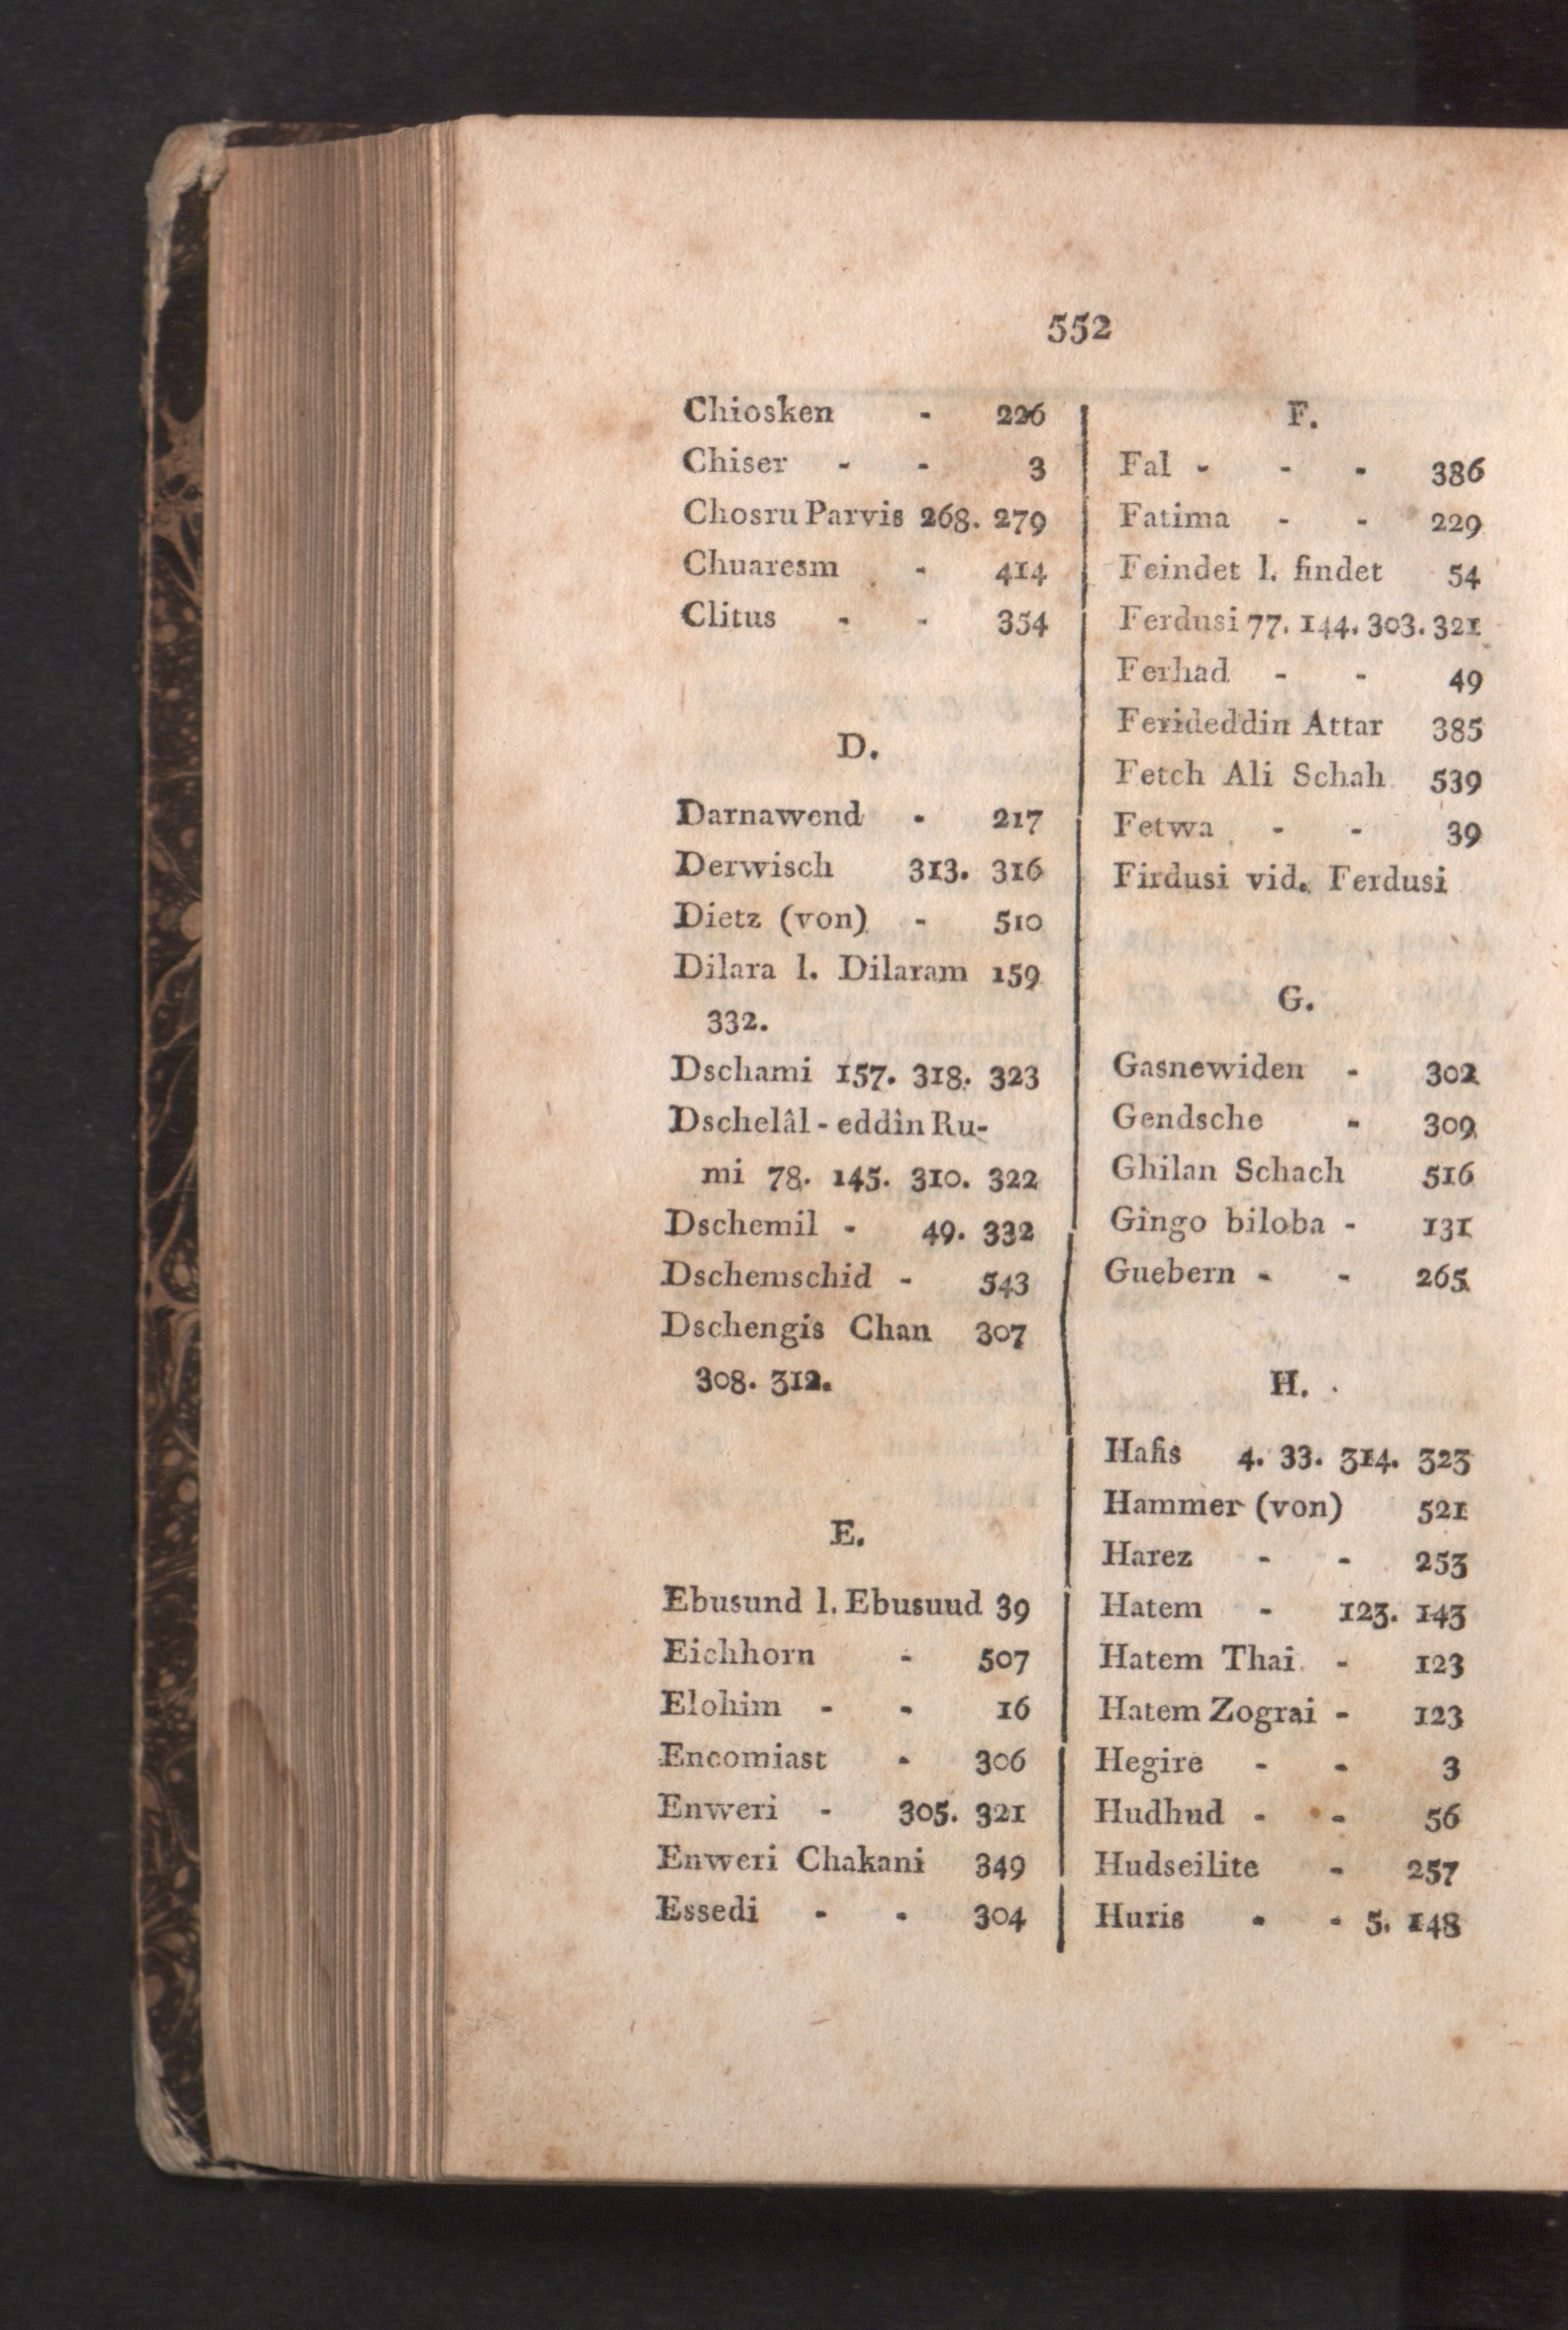 552
Chiosken - 226
Chiser - - 3
Chosru Parvis 268. 279
Chuaresm - 414
Clitus - - 354
D.
Darnawend - 217
Derwisch 313. 316
Dietz (von) - 510
Dilara l. Dilaram 159
332.
Dschami 157. 318. 323
Dschelâl-eddîn Ru-
mi 78. 145. 310. 322
Dschemil - 49. 332
Dschemschid - 543
Dschengis Chan 307
308. 312.
E.
Ebusund l. Ebusuud 39
Eichhorn - 507
Elohim - - 16
Encomiast - 306
Enweri - 305. 321
Enweri Chakani 349
Essedi - - 304
F.
Fal - - - 386
Fatima - - 229
Feindet l. findet 54
Ferdusi 77. 144. 303. 321
Ferhad - - 49
Ferideddin Attar 385
Fetch Ali Schah 539
Fetwa - - 39
Firdusi vid. Ferdusi
G.
Gasnewiden - 302
Gendsche - 309
Ghilan Schach 516
Gingo biloba - 131
Guebern - - 265
H.
Hafis 4. 33. 314. 323
Hammer (von) 521
Harez - - 253
Hatem - 123. 143
Hatem Thai - 123
Hatem Zograi - 123
Hegire - - 3
Hudhud - - 56
Hudseilite - 257
Huris - - 5. 148